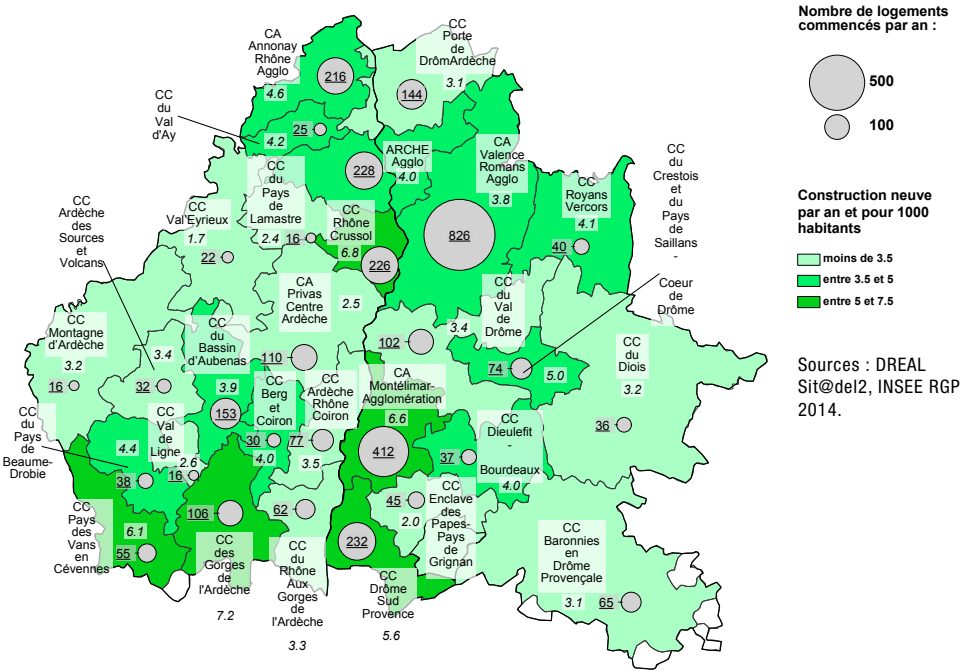 CA
Annonay
Rhône
Agglo
4.6
216
CC
Porte
de
DrômArdèche
3.1
144
CC
du
Val
d'Ay
4.2
25
ARCHE
Agglo
4.0
228
CA
Valence
Romans
Agglo
3.8
826
CC
Royans
Vercors
4.1
40
CC
du
Crestois
et du
Pays
de
Saillans
-
Coeur
de
Drôme
74
5.0
CC
du
Pays
de
Lamastre
2.4
16
CC
Rhône
Crussol
6.8
226
CC
Val'Eyrieux
1.7
22
CC
Ardèche
des
Sources
et
Volcans
3.4
32
CA
Privas
Centre
Ardèche
2.5
110
CC
du
Val
de
Drôme
3.4
102
CC
du
Diois
3.2
36
CC
Montagne
d'Ardèche
3.2
16
CC
du
Bassin
d'Aubenas
3.9
153
CC
Berg
et
Coiron
30
4.0
CC
Ardèche
Rhône
Coiron
77
3.5
CA
Montélimar-
Agglomération
6.6
412
CC
Dieulefit
-
Bourdeaux
4.0
37
CC
du
Pays
de
Beaume-
Drobie
4.4
38
CC
Val
de
Ligne
2.6
16
CC
Pays
des
Vans
en
Cévennes
6.1
55
106
CC
des
Gorges
de
l'Ardèche
7.2
62
CC
du
Rhône
Aux
Gorges
de
l'Ardèche
3.3
232
CC
Drôme
Sud
Provence
5.6
45
2.0
CC
Enclave
des
Papes-
Pays
de
Grignan
CC
Baronnies
en
Drôme
Provençale
3.1
65
Nombre de logements
commencés par an :
500
100
Construction neuve
par an et pour 1000
habitants
moins de 3.5
entre 3.5 et 5
entre 5 et 7.5
Sources : DREAL
Sit@del2, INSEE RGP
2014.